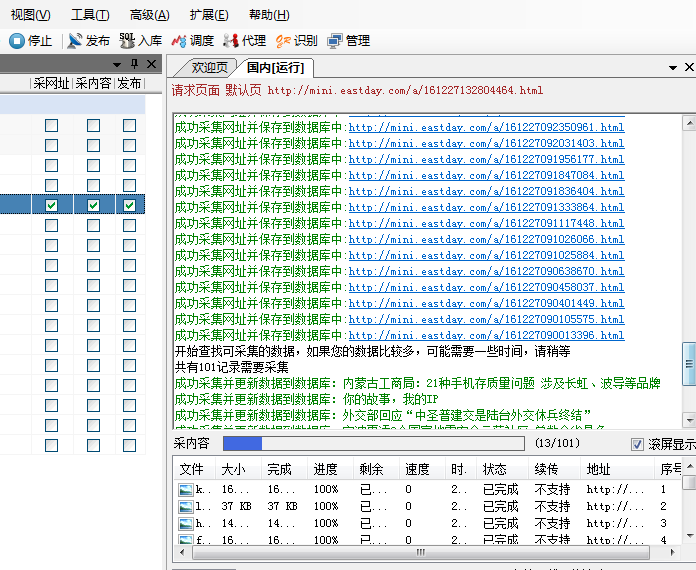 视图(V) 工具(T) 高级(A) 扩展(E) 帮助(H)
停止 发布 SQL 入库 调度 代理 识别 管理
采网址 采内容 发布
欢迎页 国内[运行]
请求页面 默认页 http://mini.eastday.com/a/161227132804464.html
成功采集网址并保存到数据库中:http://mini.eastday.com/a/161227092350961.html
成功采集网址并保存到数据库中:http://mini.eastday.com/a/161227092031403.html
成功采集网址并保存到数据库中:http://mini.eastday.com/a/161227091956177.html
成功采集网址并保存到数据库中:http://mini.eastday.com/a/161227091847084.html
成功采集网址并保存到数据库中:http://mini.eastday.com/a/161227091836404.html
成功采集网址并保存到数据库中:http://mini.eastday.com/a/161227091333864.html
成功采集网址并保存到数据库中:http://mini.eastday.com/a/161227091117448.html
成功采集网址并保存到数据库中:http://mini.eastday.com/a/161227091026066.html
成功采集网址并保存到数据库中:http://mini.eastday.com/a/161227091025884.html
成功采集网址并保存到数据库中:http://mini.eastday.com/a/161227090638670.html
成功采集网址并保存到数据库中:http://mini.eastday.com/a/161227090458037.html
成功采集网址并保存到数据库中:http://mini.eastday.com/a/161227090401449.html
成功采集网址并保存到数据库中:http://mini.eastday.com/a/161227090105575.html
成功采集网址并保存到数据库中:http://mini.eastday.com/a/161227090013396.html
开始查找可采集的数据，如果您的数据比较多，可能需要一些时间，请稍等
共有101记录需要采集
成功采集并更新数据到数据库: 内蒙古工商局：21种手机存质量问题 涉及长虹、波导等品牌
成功采集并更新数据到数据库: 你的故事，我的IP
成功采集并更新数据到数据库: 外交部回应“中圣普建交是陆台外交休兵终结”
成功采集并更新数据到数据库:
采内容 (13/101) 滚屏显示
文件 大小 完成 进度 剩余 速度 时. 状态 续传 地址 序号
k... 16... 16... 100% 已... 0 2... 已完成 不支持 http://... 1
l... 37 KB 37 KB 100% 已... 0 2... 已完成 不支持 http://... 2
h... 14... 14... 100% 已... 0 2... 已完成 不支持 http://... 3
f... 16... 16... 100% 已... 0 2... 已完成 不支持 http://... 4